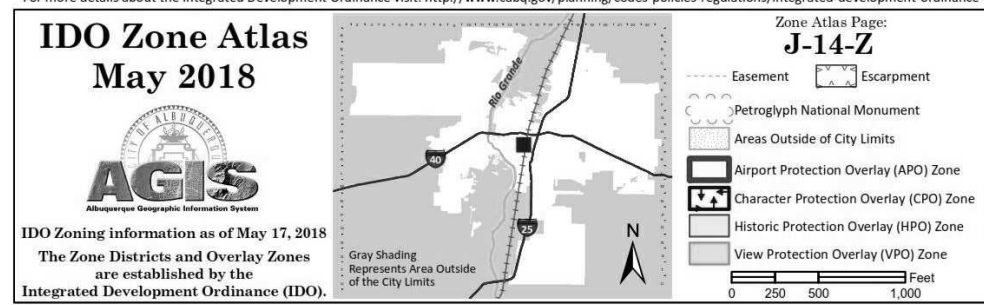 For more details about the Integrated Development Ordinance visit: http://www.cabq.gov/planning/codes-policies-regulations/integrated-development-ordinance
IDO Zone Atlas
May 2018
CITY OF ALBUQUERQUE
AGIS
Albuquerque Geographic Information System
IDO Zoning information as of May 17, 2018
The Zone Districts and Overlay Zones
are established by the
Integrated Development Ordinance (IDO).
Rio Grande
40
25
N
Gray Shading
Represents Area Outside
of the City Limits
Zone Atlas Page:
J-14-Z
Easement
Escarpment
Petroglyph National Monument
Areas Outside of City Limits
Airport Protection Overlay (APO) Zone
Character Protection Overlay (CPO) Zone
Historic Protection Overlay (HPO) Zone
View Protection Overlay (VPO) Zone
Feet
0 250 500 1,000